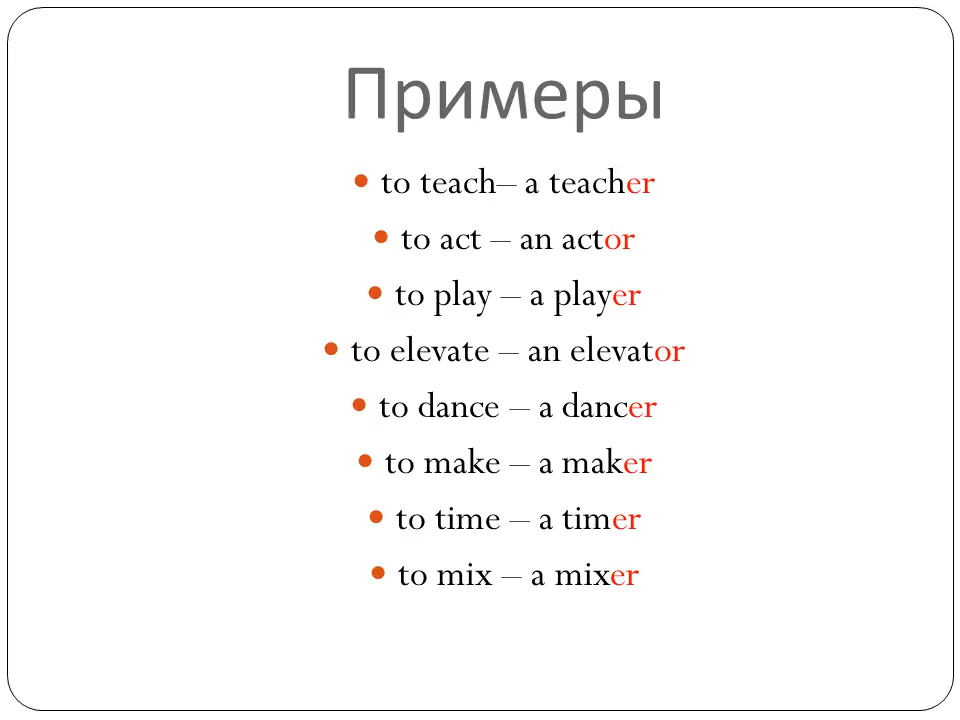 Примеры
• to teach– a teacher
• to act – an actor
• to play – a player
• to elevate – an elevator
• to dance – a dancer
• to make – a maker
• to time – a timer
• to mix – a mixer